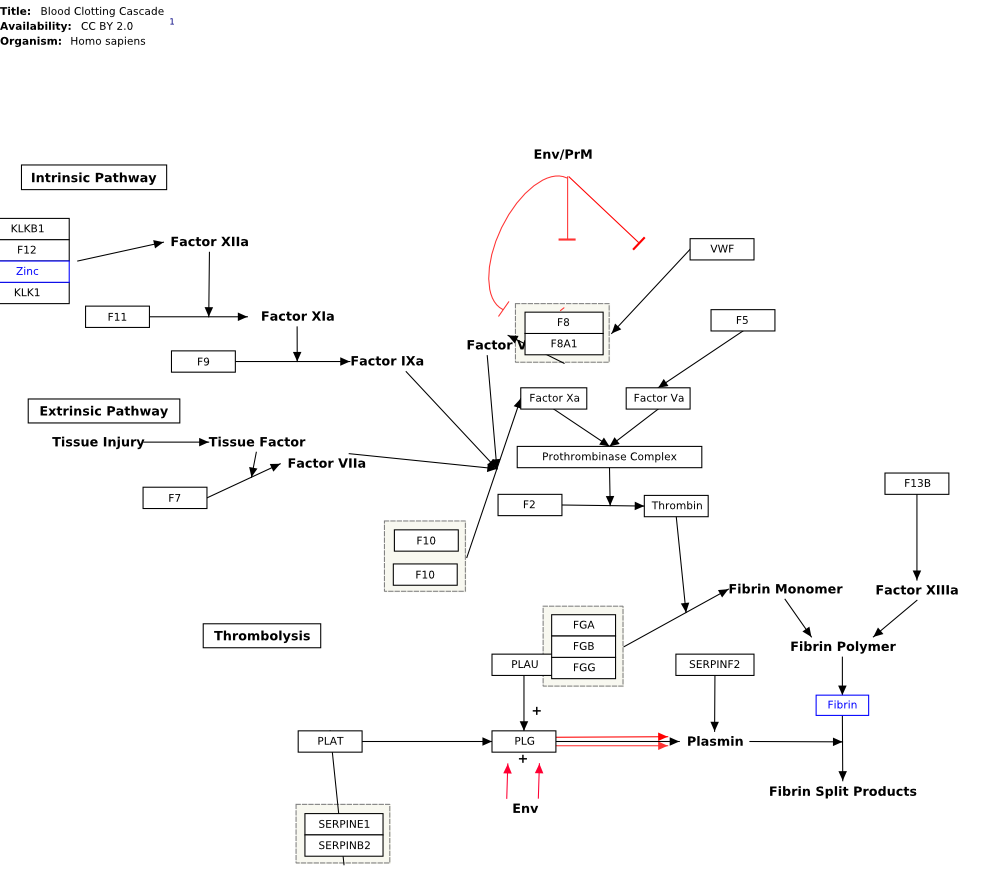 Title: Blood Clotting Cascade
1
Availability: CC BY 2.0
Organism: Homo sapiens
Env/PrM
Intrinsic Pathway
KLKB1
F12
Zinc
KLK1
Factor XIIa
VWF
F11
Factor XIa
F8
F8A1
F5
Factor V
F9
Factor IXa
Factor Xa
Factor Va
Extrinsic Pathway
Tissue Injury
Tissue Factor
Factor VIIa
Prothrombinase Complex
F7
F2
Thrombin
F13B
F10
F10
Fibrin Monomer
Factor XIIIa
Thrombolysis
FGA
FGB
FGG
PLAU
SERPINF2
Fibrin Polymer
Fibrin
+
PLAT
PLG
Plasmin
+
Fibrin Split Products
Env
SERPINE1
SERPINB2